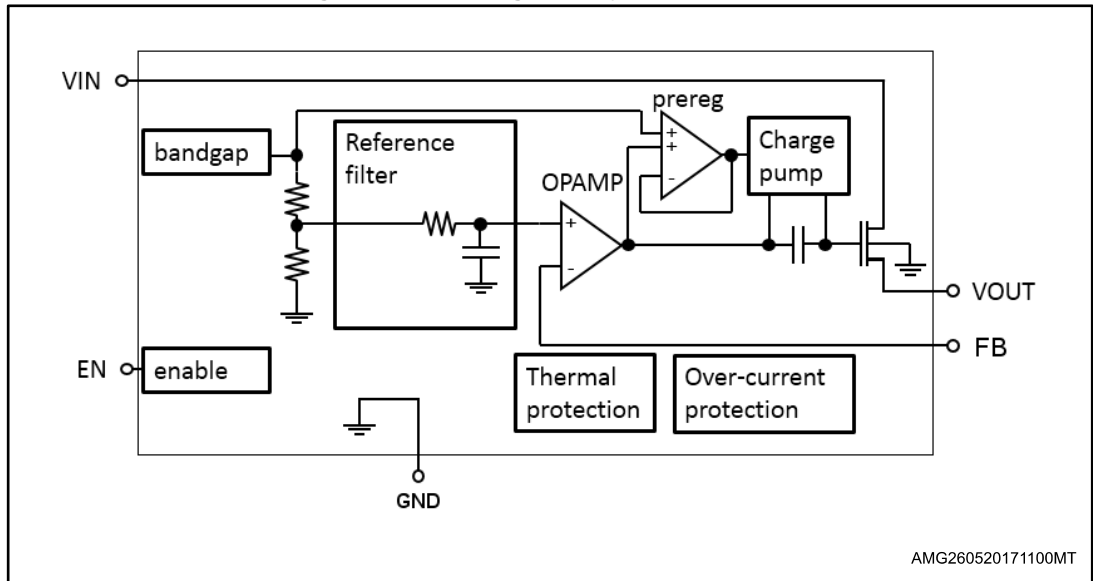 VIN
prereg
bandgap
Reference
filter
+
+
-
Charge
pump
OPAMP
+
-
VOUT
FB
EN
enable
Thermal
protection
Over-current
protection
GND
AMG260520171100MT